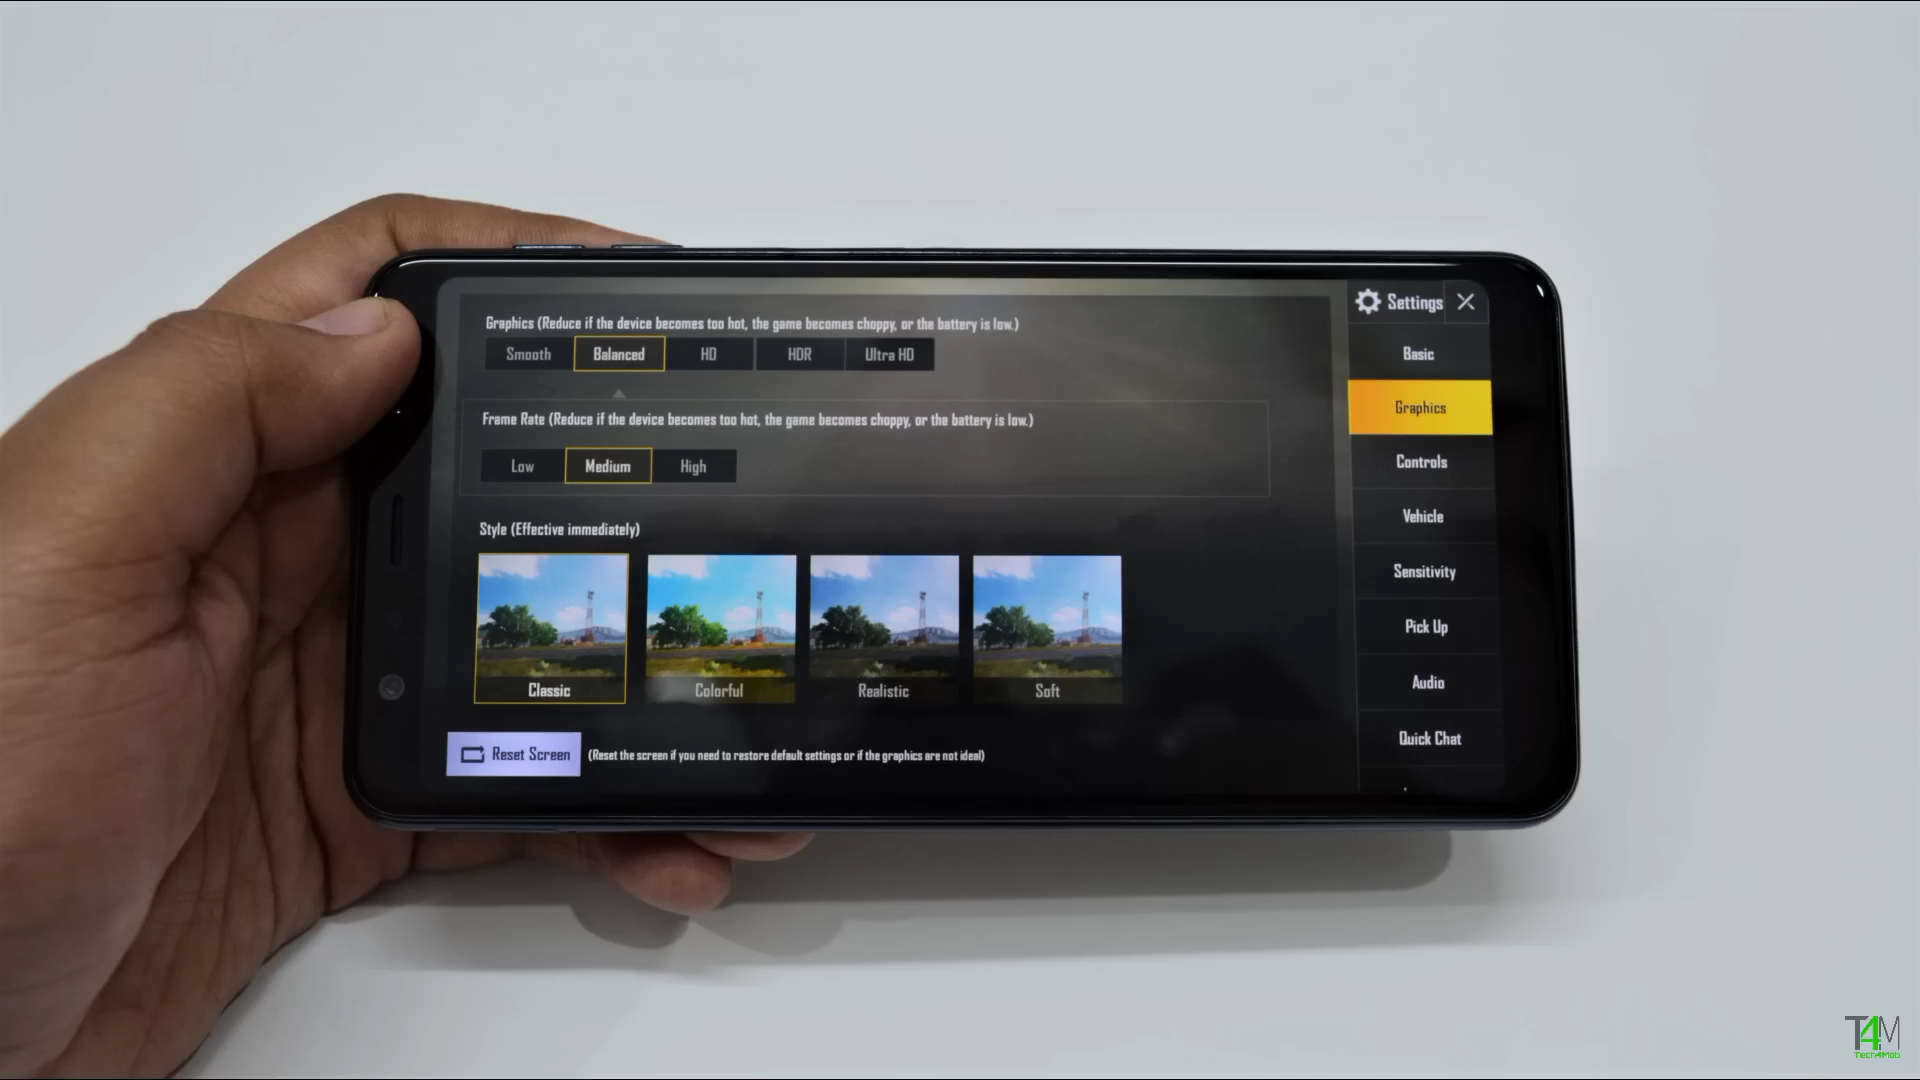 Settings
Graphics (Reduce if the device becomes too hot, the game becomes choppy, or the battery is low.)
Smooth Balanced HD HDR Ultra HD
Frame Rate (Reduce if the device becomes too hot, the game becomes choppy, or the battery is low.)
Low Medium High
Style (Effective immediately)
Classic Colorful Realistic Soft
Reset Screen (Reset the screen if you need to restore default settings or if the graphics are not ideal)
Basic
Graphics
Controls
Vehicle
Sensitivity
Pick Up
Audio
Quick Chat
T4M
Tech4Mob